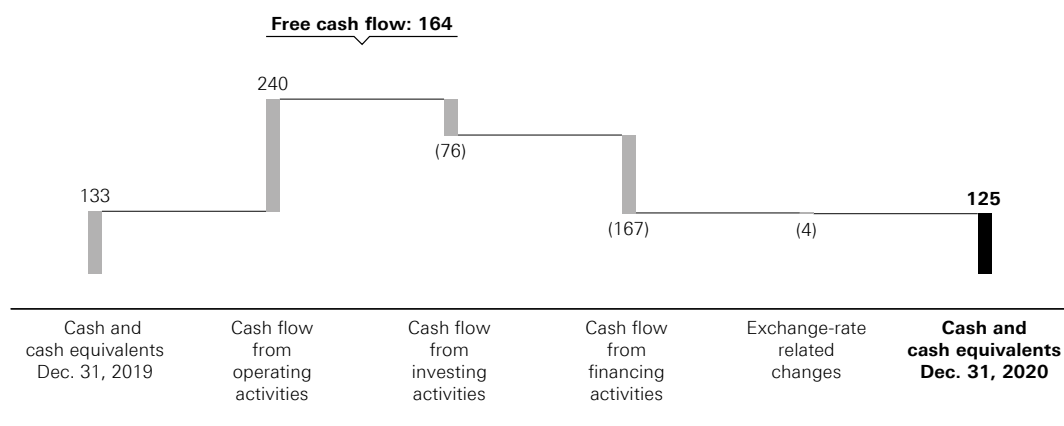 Free cash flow: 164
240
(76)
133
(167)
(4)
125
Cash and
cash equivalents
Dec. 31, 2019
Cash flow
from
operating
activities
Cash flow
from
investing
activities
Cash flow
from
financing
activities
Exchange-rate
related
changes
Cash and
cash equivalents
Dec. 31, 2020